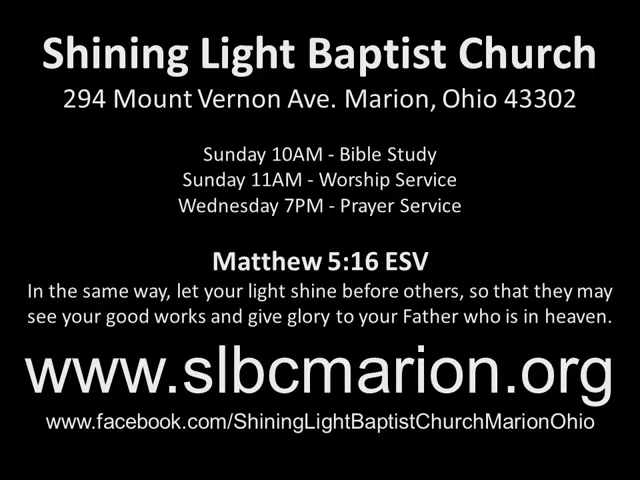 Shining Light Baptist Church
294 Mount Vernon Ave. Marion, Ohio 43302
Sunday 10AM - Bible Study
Sunday 11AM - Worship Service
Wednesday 7PM - Prayer Service
Matthew 5:16 ESV
In the same way, let your light shine before others, so that they may
see your good works and give glory to your Father who is in heaven.
www.slbcmarion.org
www.facebook.com/ShiningLightBaptistChurchMarionOhio